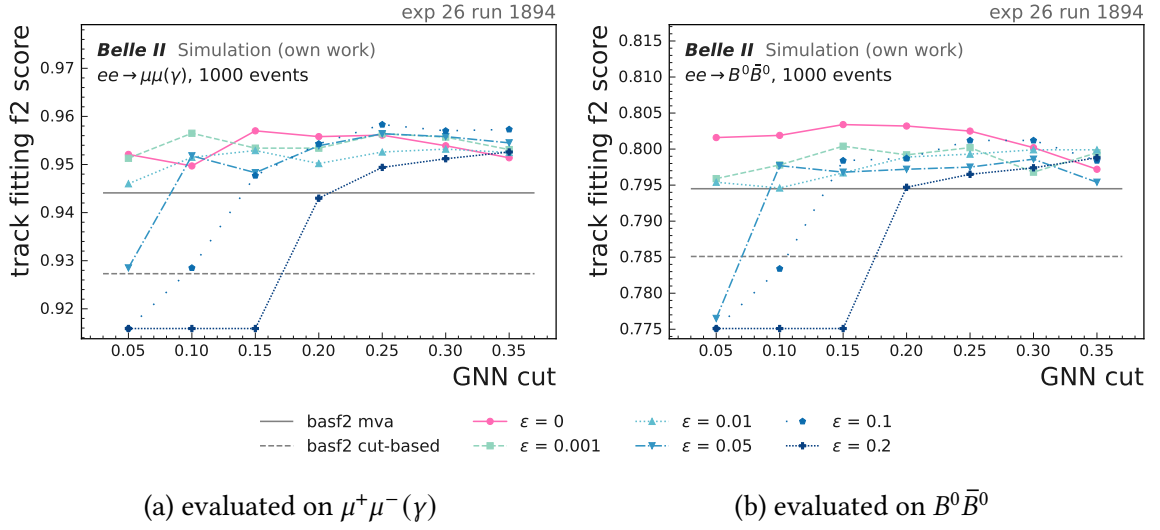 exp 26 run 1894
Belle II Simulation (own work)
ee → μμ(γ), 1000 events
track fitting f2 score
0.97
0.96
0.95
0.94
0.93
0.92
0.05 0.10 0.15 0.20 0.25 0.30 0.35
GNN cut
exp 26 run 1894
Belle II Simulation (own work)
ee → B⁰B̄⁰, 1000 events
track fitting f2 score
0.815
0.810
0.805
0.800
0.795
0.790
0.785
0.780
0.775
0.05 0.10 0.15 0.20 0.25 0.30 0.35
GNN cut
basf2 mva
basf2 cut-based
ε = 0
ε = 0.001
ε = 0.01
ε = 0.05
ε = 0.1
ε = 0.2
(a) evaluated on μ⁺μ⁻(γ)
(b) evaluated on B⁰B̄⁰